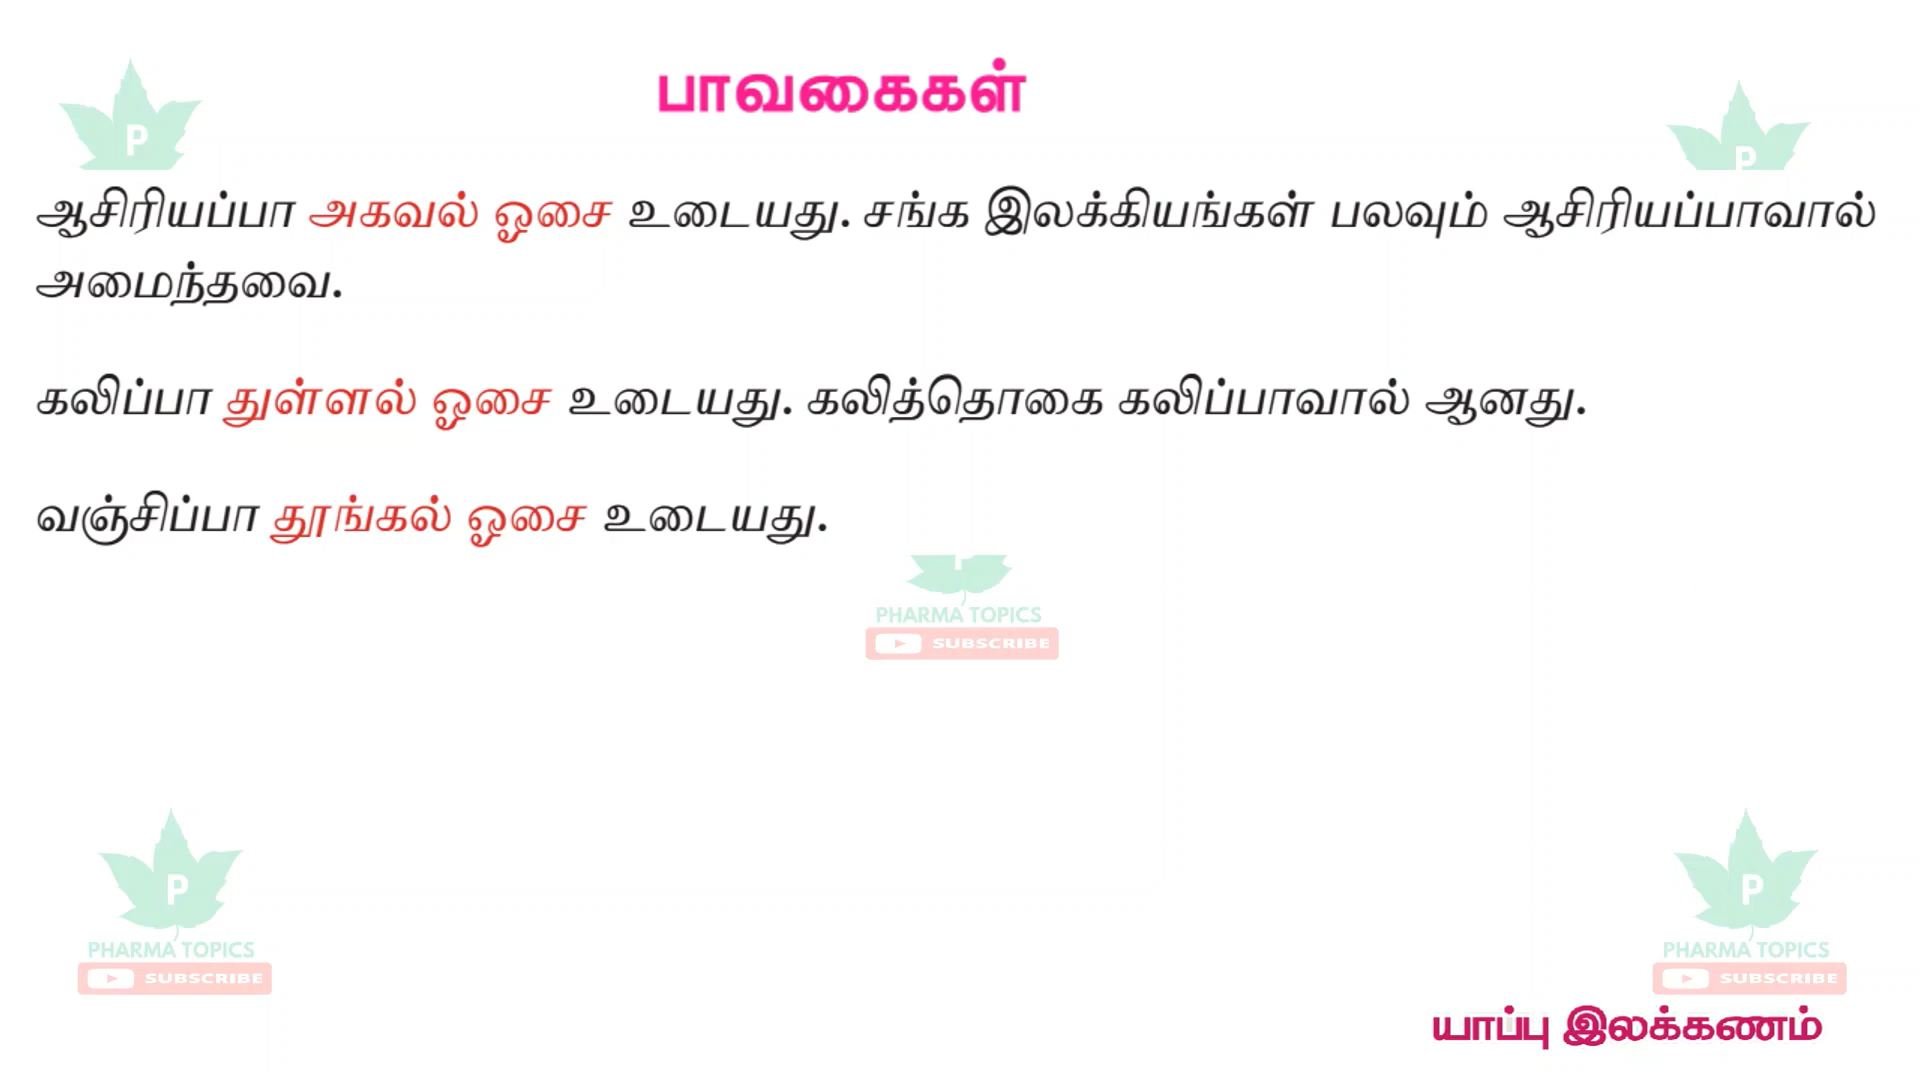 பாவகைகள்
P
P
ஆசிரியப்பா அகவல் ஓசை உடையது. சங்க இலக்கியங்கள் பலவும் ஆசிரியப்பாவால்
அமைந்தவை.
கலிப்பா துள்ளல் ஓசை உடையது. கலித்தொகை கலிப்பாவால் ஆனது.
வஞ்சிப்பா தூங்கல் ஓசை உடையது.
PHARMA TOPICS
SUBSCRIBE
P
PHARMA TOPICS
SUBSCRIBE
P
PHARMA TOPICS
SUBSCRIBE
யாப்பு இலக்கணம்